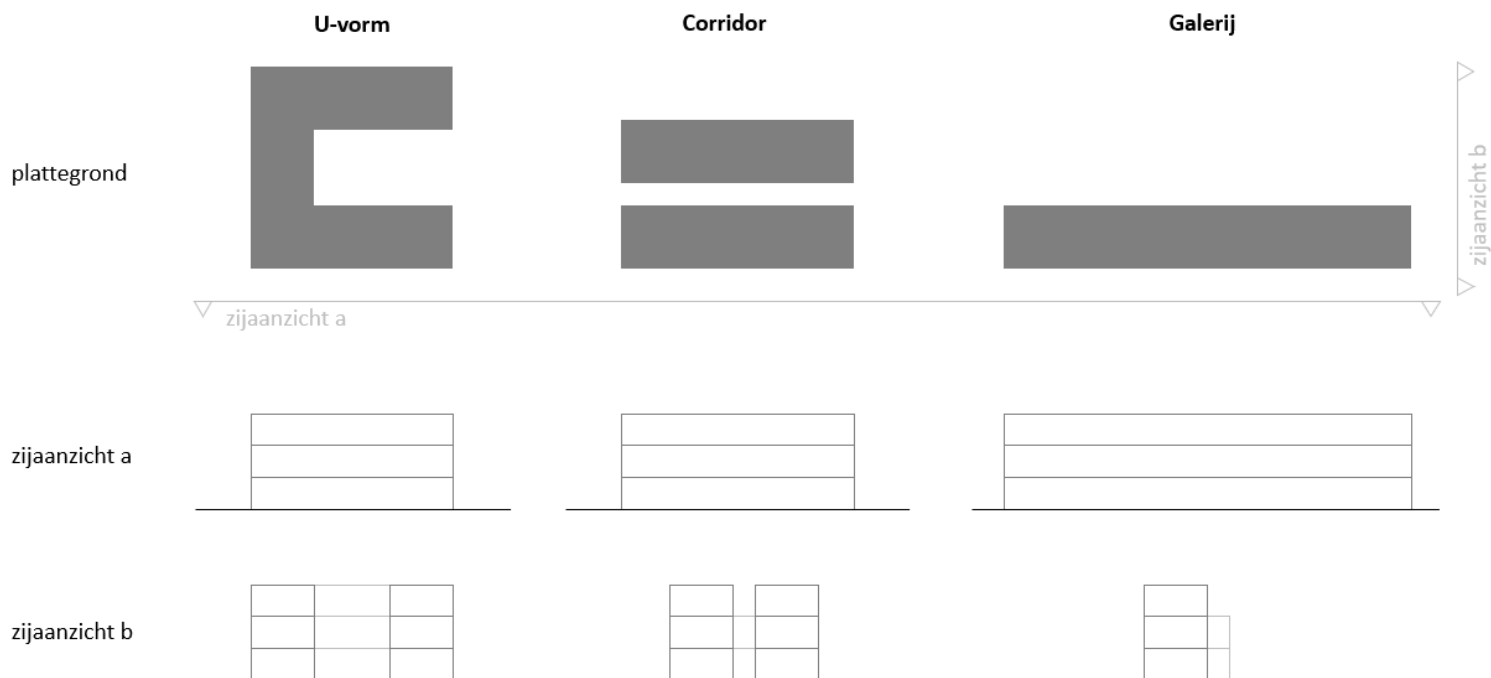 U-vorm
Corridor
Galerij
plattegrond
zijaanzicht b
zijaanzicht a
zijaanzicht a
zijaanzicht b